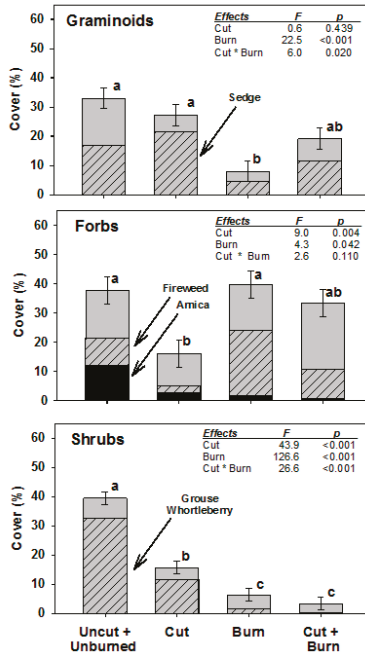 Graminoids
Effects F p
Cut 0.6 0.439
Burn 22.5 <0.001
Cut * Burn 6.0 0.020
Cover (%)
60
50
40
30
20
10
0
a
a
b
ab
Sedge
Forbs
Effects F p
Cut 9.0 0.004
Burn 4.3 0.042
Cut * Burn 2.6 0.110
Cover (%)
60
50
40
30
20
10
0
a
b
a
ab
Fireweed
Arnica
Shrubs
Effects F p
Cut 43.9 <0.001
Burn 126.6 <0.001
Cut * Burn 26.6 <0.001
Cover (%)
60
50
40
30
20
10
0
a
b
c
c
Grouse
Whortleberry
Uncut +
Unburned
Cut
Burn
Cut +
Burn